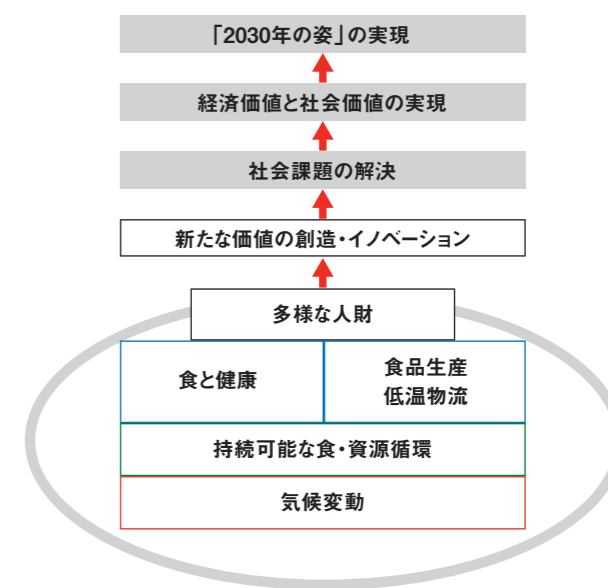 「2030年の姿」の実現
経済価値と社会価値の実現
社会課題の解決
新たな価値の創造・イノベーション
多様な人財
食と健康
食品生産
低温物流
持続可能な食・資源循環
気候変動